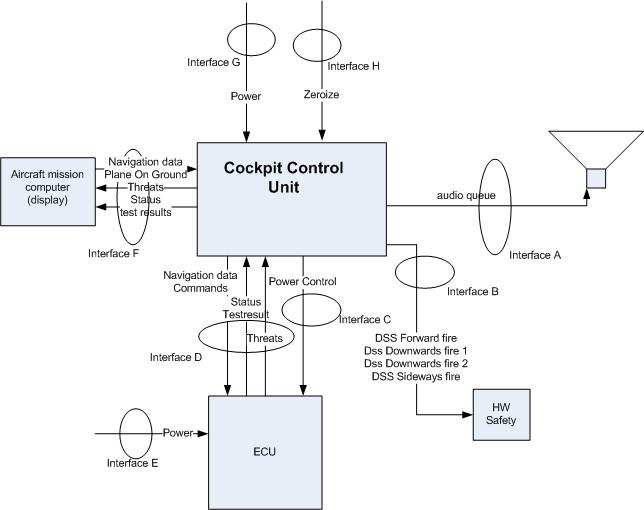 Interface G
Interface H
Power
Zeroize
Cockpit Control
Unit
Aircraft mission
computer
(display)
Navigation data
Plane On Ground
Threats
Status
test results
Interface F
audio queue
Interface A
Navigation data
Commands
Status
Testresult
Threats
Interface D
Power Control
Interface C
Interface B
DSS Forward fire
Dss Downwards fire 1
Dss Downwards fire 2
DSS Sideways fire
HW
Safety
Power
Interface E
ECU